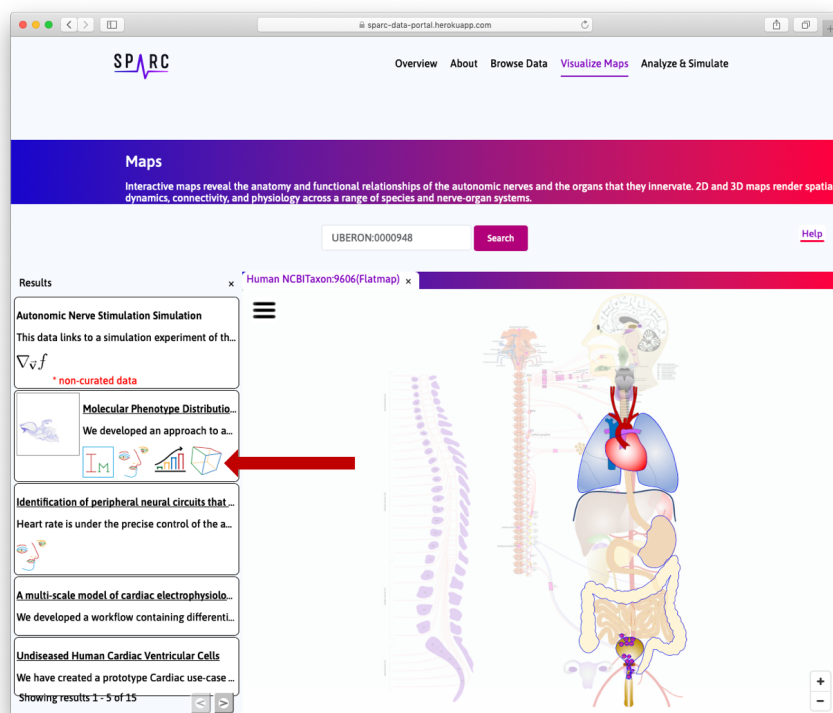 sparc-data-portal.herokuapp.com
SPARC
Overview About Browse Data Visualize Maps Analyze & Simulate
Maps
Interactive maps reveal the anatomy and functional relationships of the autonomic nerves and the organs that they innervate. 2D and 3D maps render spatia
dynamics, connectivity, and physiology across a range of species and nerve-organ systems.
UBERON:0000948 Search
Help
Results ×
Human NCBITaxon:9606(Flatmap) ×
Autonomic Nerve Stimulation Simulation
This data links to a simulation experiment of th...
∇v⃗f
* non-curated data
Molecular Phenotype Distributio...
We developed an approach to a...
IM
Identification of peripheral neural circuits that ...
Heart rate is under the precise control of the a...
A multi-scale model of cardiac electrophysiolo...
We developed a workflow containing differenti...
Undiseased Human Cardiac Ventricular Cells
We have created a prototype Cardiac use-case ...
Showing results 1 - 5 of 15 < >
+
−